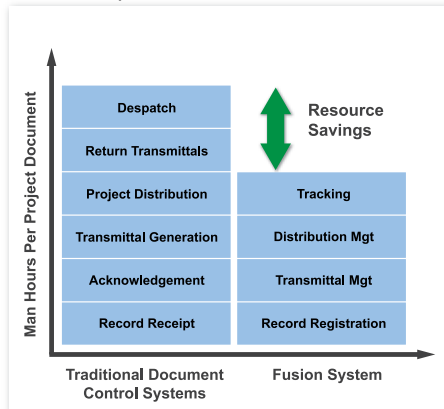 Man Hours Per Project Document
Despatch
Return Transmittals
Project Distribution
Transmittal Generation
Acknowledgement
Record Receipt
Resource
Savings
Tracking
Distribution Mgt
Transmittal Mgt
Record Registration
Traditional Document
Control Systems
Fusion System